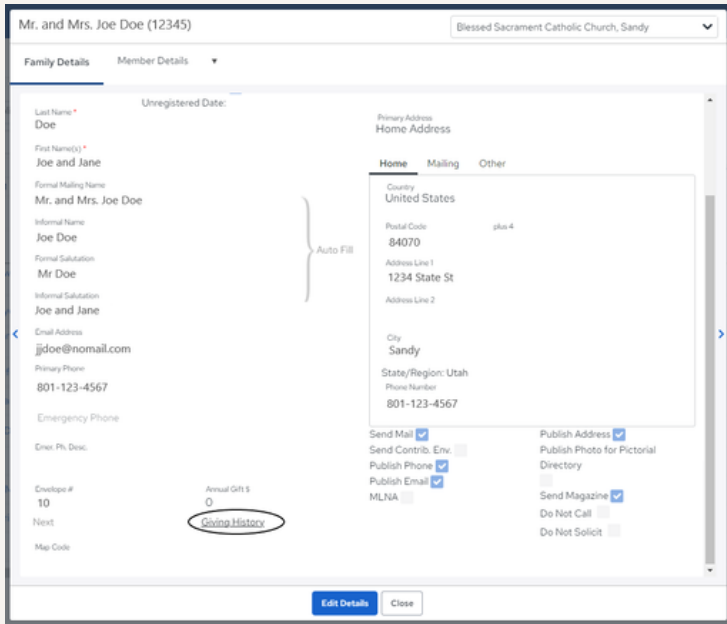 Mr. and Mrs. Joe Doe (12345)
Blessed Sacrament Catholic Church, Sandy
Family Details
Member Details
Unregistered Date:
Last Name *
Doe
First Name(s) *
Joe and Jane
Formal Mailing Name
Mr. and Mrs. Joe Doe
Informal Name
Joe Doe
Formal Salutation
Mr Doe
Informal Salutation
Joe and Jane
Auto Fill
Email Address
jjdoe@nomail.com
Primary Phone
801-123-4567
Emergency Phone
Emer. Ph. Desc.
Envelope #
10
Next
Annual Gift $
0
Giving History
Map Code
Primary Address
Home Address
Home Mailing Other
Country
United States
Postal Code plus 4
84070
Address Line 1
1234 State St
Address Line 2
City
Sandy
State/Region: Utah
Phone Number
801-123-4567
Send Mail
Send Contrib. Env.
Publish Phone
Publish Email
MLNA
Publish Address
Publish Photo for Pictorial
Directory
Send Magazine
Do Not Call
Do Not Solicit
Edit Details
Close